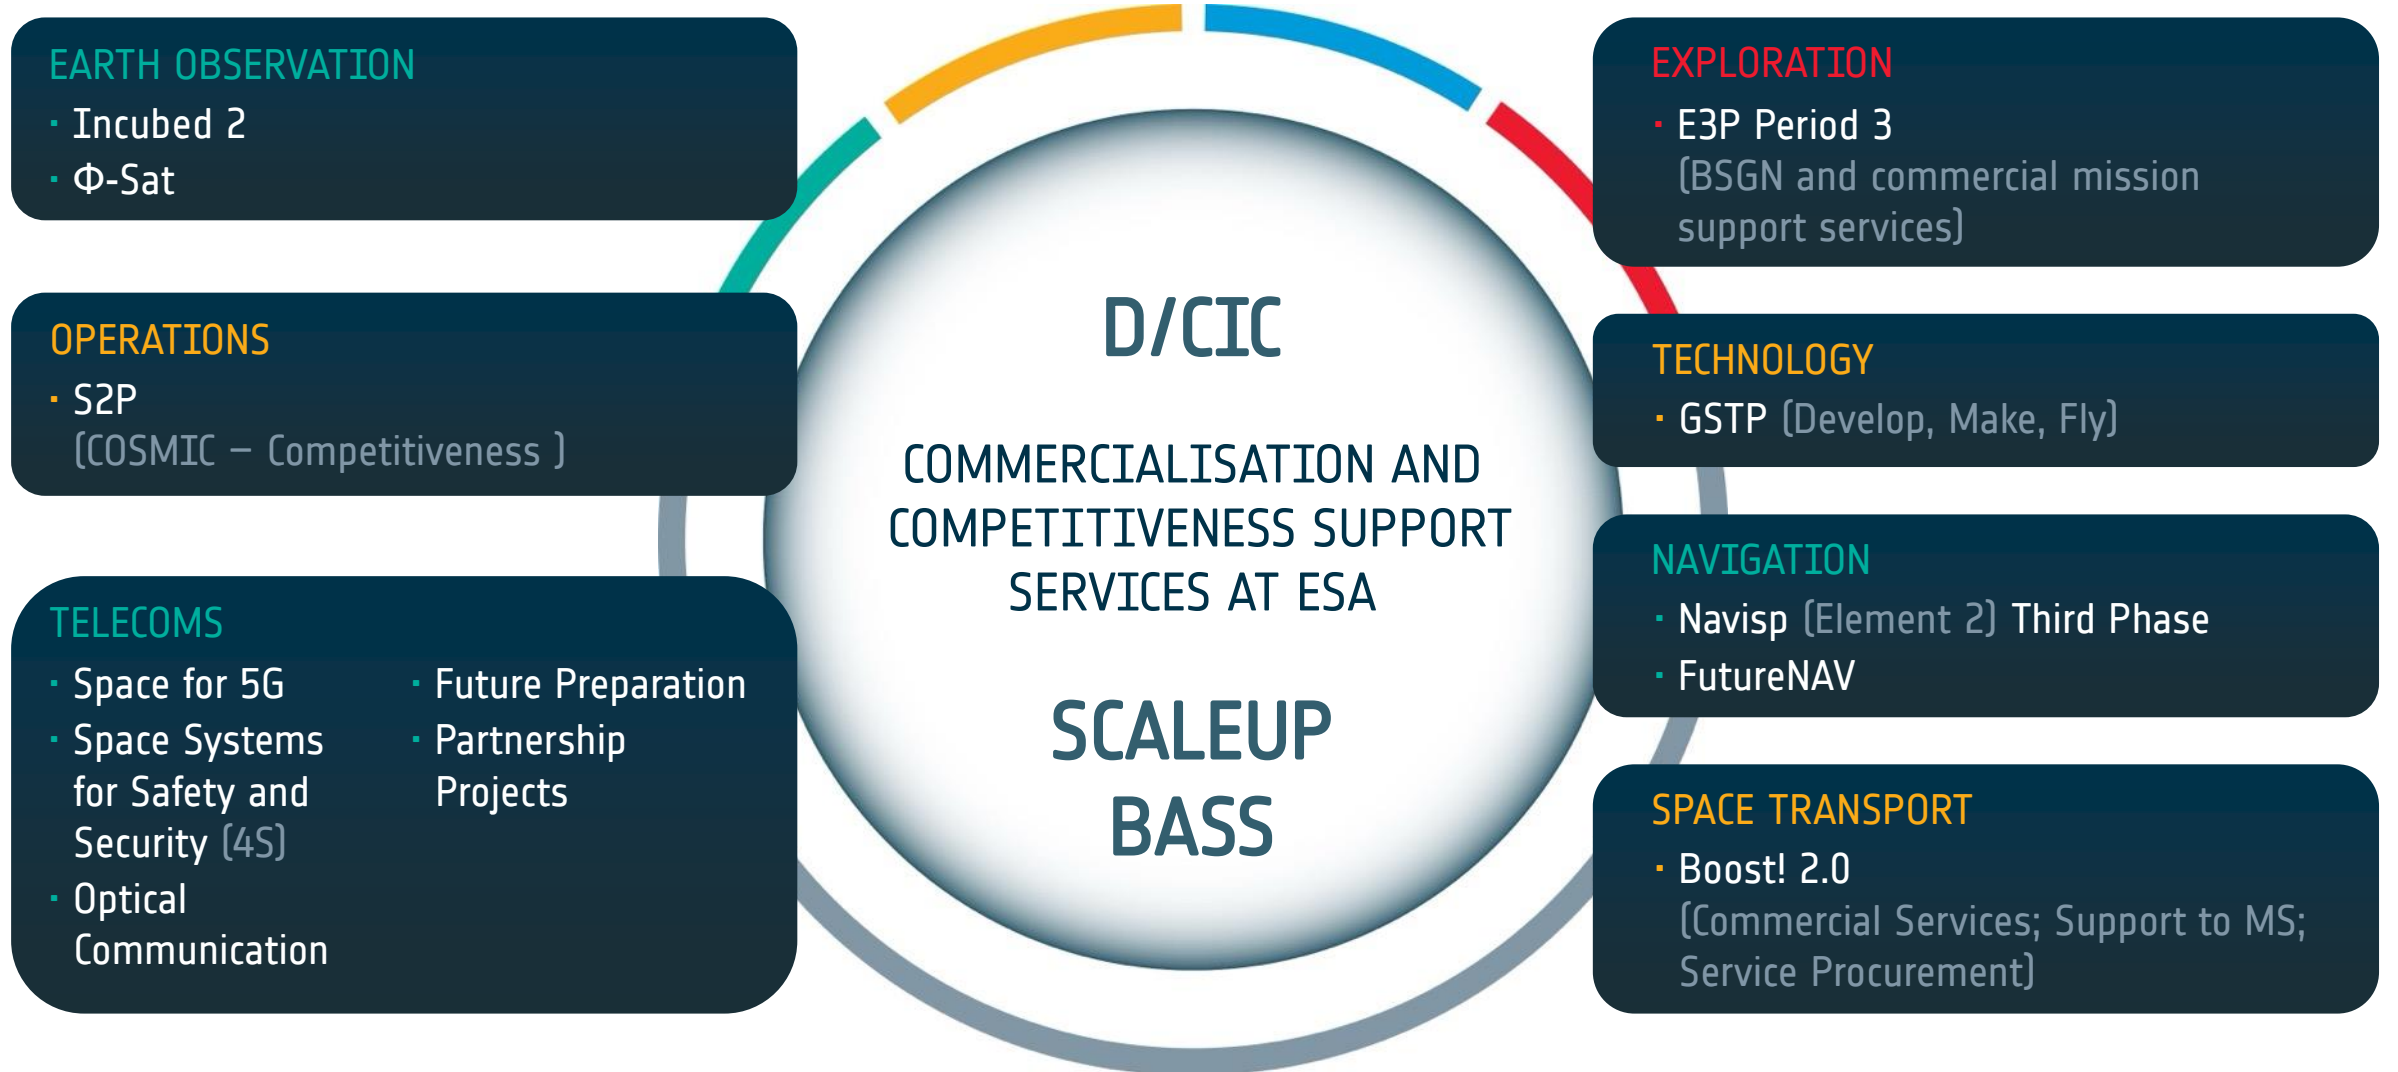 EARTH OBSERVATION
· Incubed 2
· Φ-Sat
OPERATIONS
· S2P
(COSMIC – Competitiveness )
TELECOMS
· Space for 5G
· Space Systems
for Safety and
Security (4S)
· Optical
Communication
· Future Preparation
· Partnership
Projects
D/CIC
COMMERCIALISATION AND
COMPETITIVENESS SUPPORT
SERVICES AT ESA
SCALEUP
BASS
EXPLORATION
· E3P Period 3
(BSGN and commercial mission
support services)
TECHNOLOGY
· GSTP (Develop, Make, Fly)
NAVIGATION
· Navisp (Element 2) Third Phase
· FutureNAV
SPACE TRANSPORT
· Boost! 2.0
(Commercial Services; Support to MS;
Service Procurement)